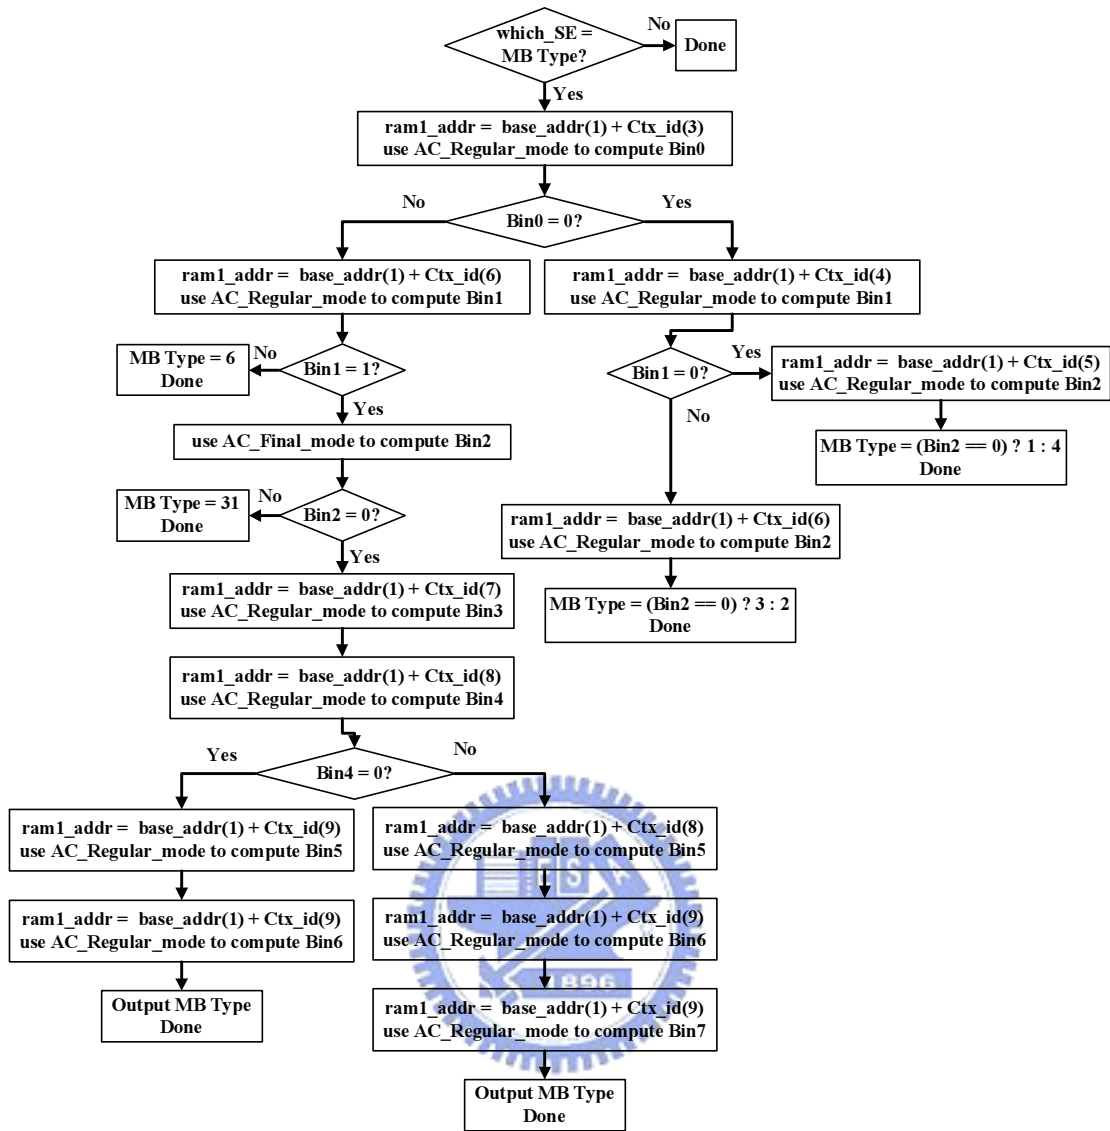 which_SE =
MB Type?
No
Done
Yes
ram1_addr = base_addr(1) + Ctx_id(3)
use AC_Regular_mode to compute Bin0
No
Bin0 = 0?
Yes
ram1_addr = base_addr(1) + Ctx_id(6)
use AC_Regular_mode to compute Bin1
ram1_addr = base_addr(1) + Ctx_id(4)
use AC_Regular_mode to compute Bin1
MB Type = 6
Done
No
Bin1 = 1?
Yes
Bin1 = 0?
Yes
ram1_addr = base_addr(1) + Ctx_id(5)
use AC_Regular_mode to compute Bin2
No
use AC_Final_mode to compute Bin2
MB Type = (Bin2 == 0) ? 1 : 4
Done
MB Type = 31
Done
No
Bin2 = 0?
Yes
ram1_addr = base_addr(1) + Ctx_id(6)
use AC_Regular_mode to compute Bin2
ram1_addr = base_addr(1) + Ctx_id(7)
use AC_Regular_mode to compute Bin3
MB Type = (Bin2 == 0) ? 3 : 2
Done
ram1_addr = base_addr(1) + Ctx_id(8)
use AC_Regular_mode to compute Bin4
Yes
Bin4 = 0?
No
ram1_addr = base_addr(1) + Ctx_id(9)
use AC_Regular_mode to compute Bin5
ram1_addr = base_addr(1) + Ctx_id(8)
use AC_Regular_mode to compute Bin5
ES
ram1_addr = base_addr(1) + Ctx_id(9)
use AC_Regular_mode to compute Bin6
ram1_addr = base_addr(1) + Ctx_id(9)
use AC_Regular_mode to compute Bin6
1896
Output MB Type
Done
ram1_addr = base_addr(1) + Ctx_id(9)
use AC_Regular_mode to compute Bin7
Output MB Type
Done